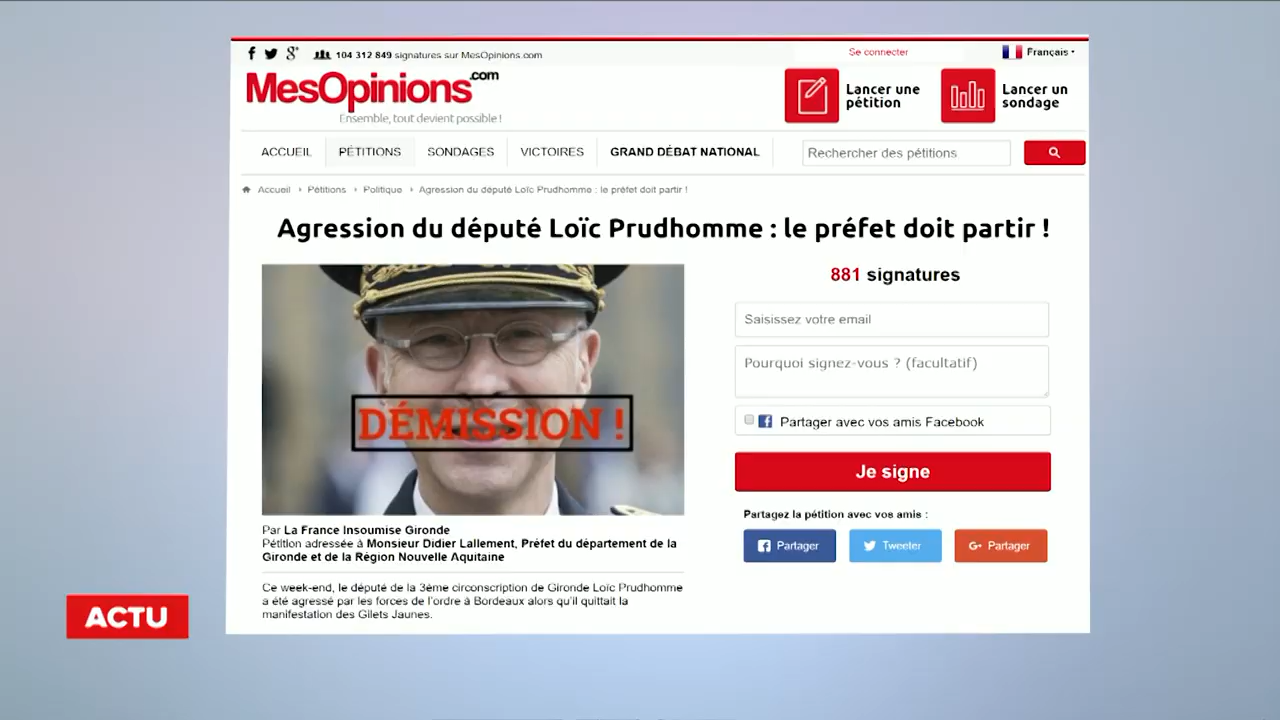 104 312 849 signatures sur MesOpinions.com
Se connecter
Français
MesOpinions.com
Ensemble, tout devient possible !
Lancer une
pétition
Lancer un
sondage
ACCUEIL
PÉTITIONS
SONDAGES
VICTOIRES
GRAND DÉBAT NATIONAL
Rechercher des pétitions
Accueil
Pétitions
Politique
Agression du député Loïc Prudhomme : le préfet doit partir !
Agression du député Loïc Prudhomme : le préfet doit partir !
DÉMISSION !
881 signatures
Saisissez votre email
Pourquoi signez-vous ? (facultatif)
Partager avec vos amis Facebook
Je signe
Partagez la pétition avec vos amis :
Partager
Tweeter
G+ Partager
Par La France Insoumise Gironde
Pétition adressée à Monsieur Didier Lallement, Préfet du département de la
Gironde et de la Région Nouvelle Aquitaine
Ce week-end, le député de la 3ème circonscription de Gironde Loïc Prudhomme
a été agressé par les forces de l'ordre à Bordeaux alors qu'il quittait la
manifestation des Gilets Jaunes.
ACTU